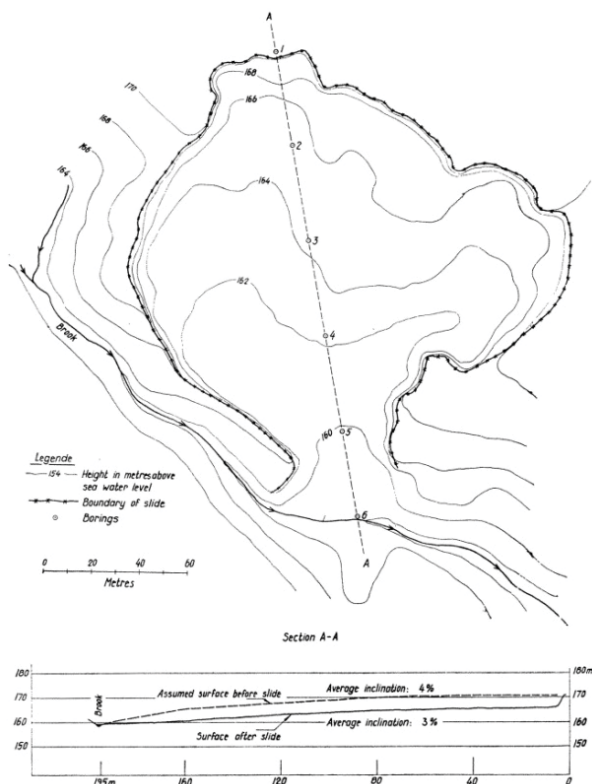 A
1
170
168
166
2
168
166
164
164
3
162
4
Brook
160
5
6
A
Legende
154 Height in metres above
sea water level
Boundary of slide
Borings
0 20 40 60
Metres
Section A-A
180 180m
170 Brook Assumed surface before slide Average inclination: 4% 170
160 Surface after slide Average inclination: 3% 160
150 150
195m 160 120 80 40 0